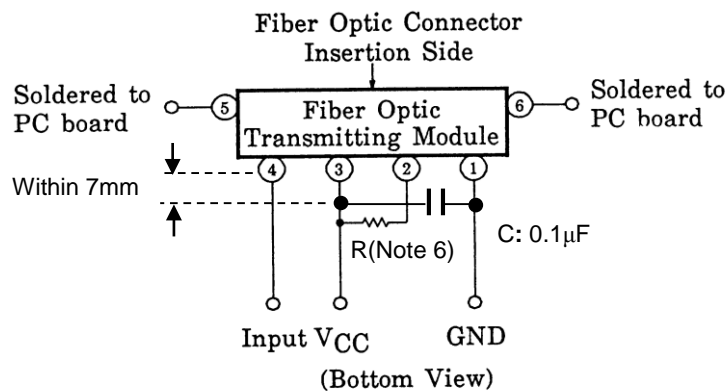 Fiber Optic Connector
Insertion Side
Soldered to
PC board
5
Fiber Optic
Transmitting Module
6
Soldered to
PC board
4
3
2
1
Within 7mm
R(Note 6)
C: 0.1μF
Input VCC
GND
(Bottom View)